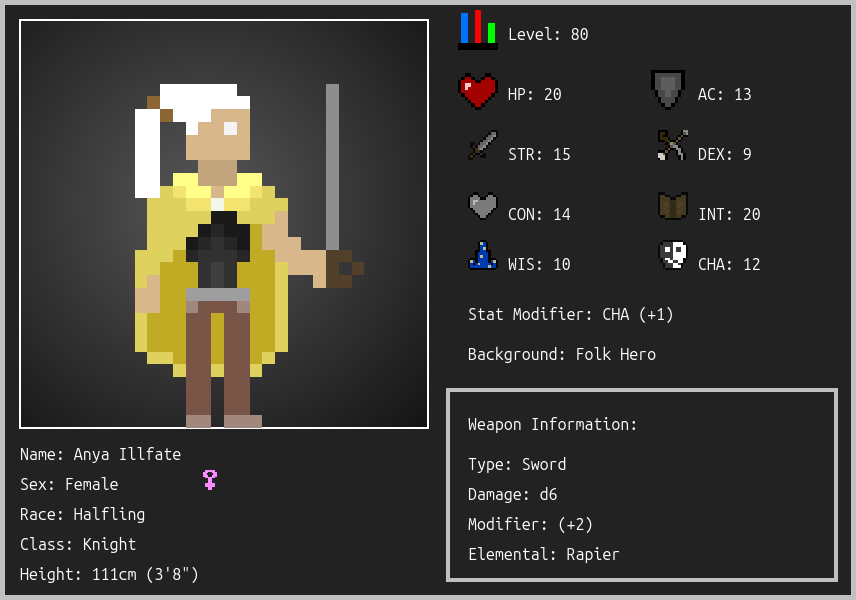 Level: 80
HP: 20
AC: 13
STR: 15
DEX: 9
CON: 14
INT: 20
WIS: 10
CHA: 12
Stat Modifier: CHA (+1)
Background: Folk Hero
Weapon Information:
Type: Sword
Damage: d6
Modifier: (+2)
Elemental: Rapier
Name: Anya Illfate
Sex: Female
Race: Halfling
Class: Knight
Height: 111cm (3'8")